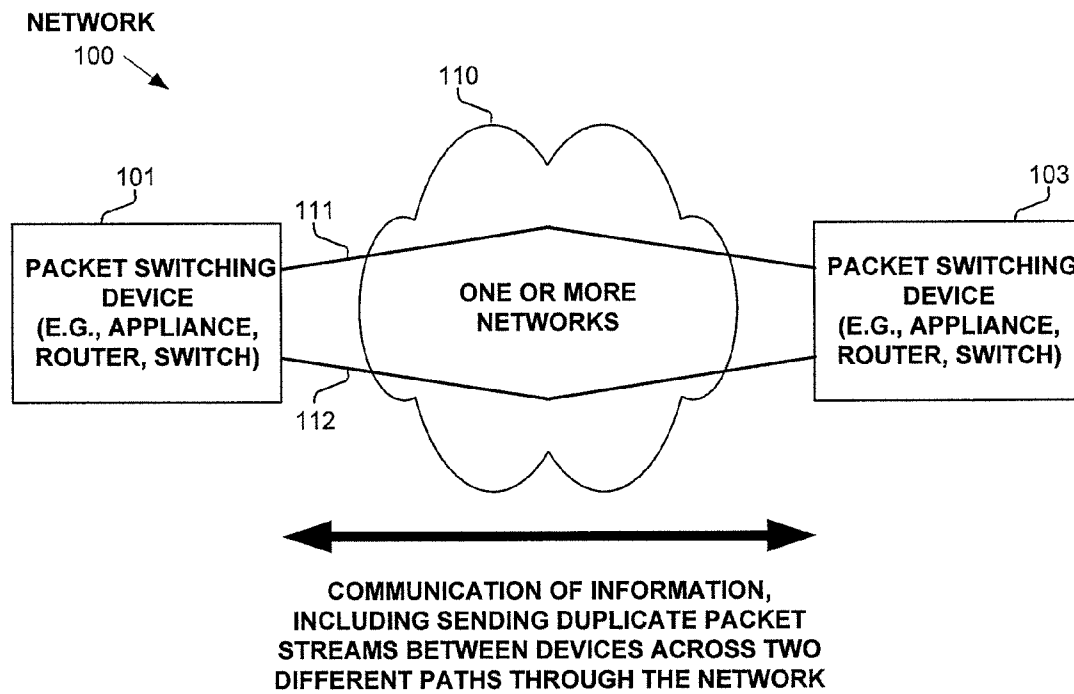 NETWORK
100
110
101
103
111
PACKET SWITCHING
DEVICE
(E.G., APPLIANCE,
ROUTER, SWITCH)
ONE OR MORE
NETWORKS
PACKET SWITCHING
DEVICE
(E.G., APPLIANCE,
ROUTER, SWITCH)
112
COMMUNICATION OF INFORMATION,
INCLUDING SENDING DUPLICATE PACKET
STREAMS BETWEEN DEVICES ACROSS TWO
DIFFERENT PATHS THROUGH THE NETWORK